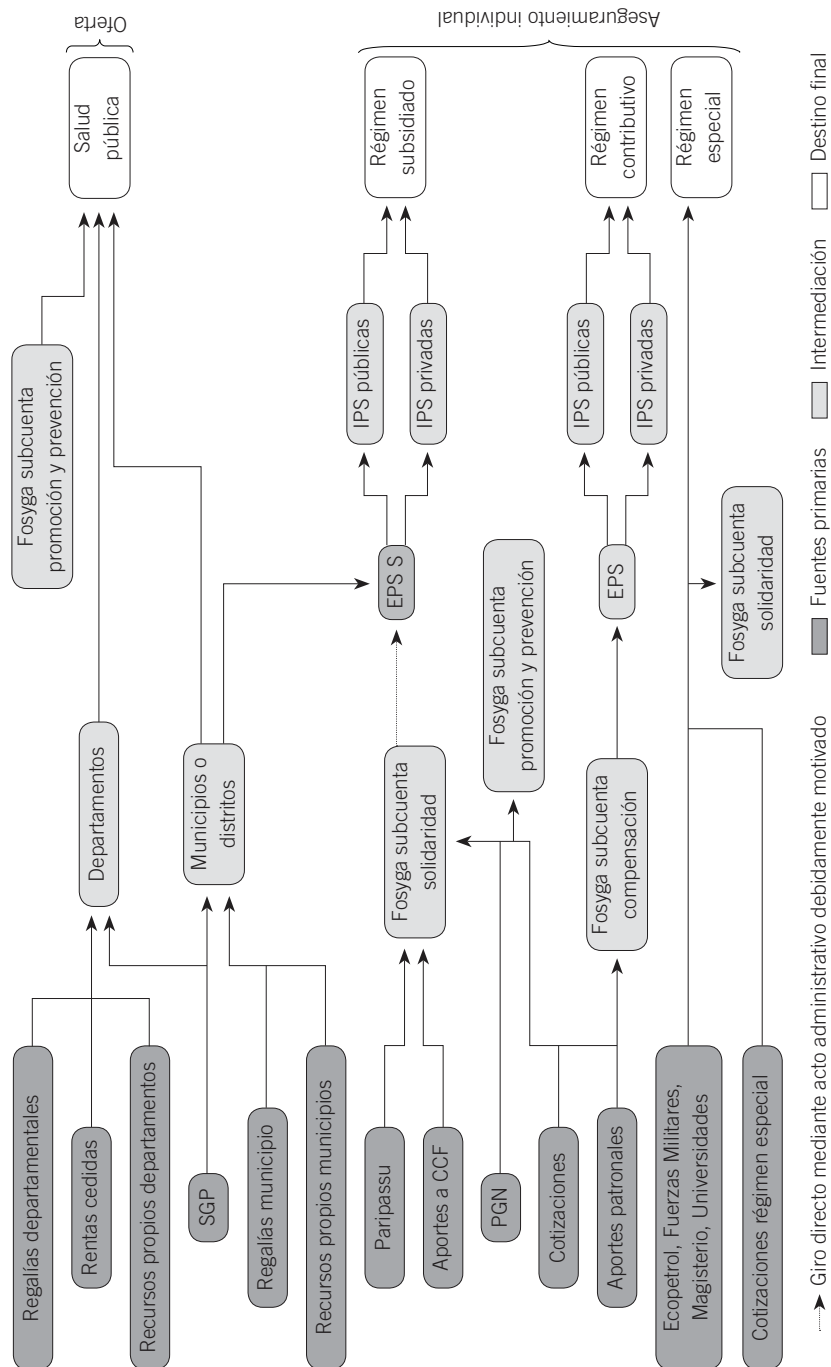 Regalías departamentales
Rentas cedidas
Recursos propios departamentos
SGP
Regalías municipio
Recursos propios municipios
Paripassu
Aportes a CCF
PGN
Cotizaciones
Aportes patronales
Ecopetrol, Fuerzas Militares,
Magisterio, Universidades
Cotizaciones régimen especial
Departamentos
Municipios o
distritos
Fosyga subcuenta
solidaridad
Fosyga subcuenta
compensación
Fosyga subcuenta
promoción y prevención
Fosyga subcuenta
promoción y prevención
EPS S
EPS
Fosyga subcuenta
solidaridad
IPS públicas
IPS privadas
IPS públicas
IPS privadas
Salud
pública
Régimen
subsidiado
Régimen
contributivo
Régimen
especial
Oferta
Aseguramiento individual
Giro directo mediante acto administrativo debidamente motivado
Fuentes primarias
Intermediación
Destino final